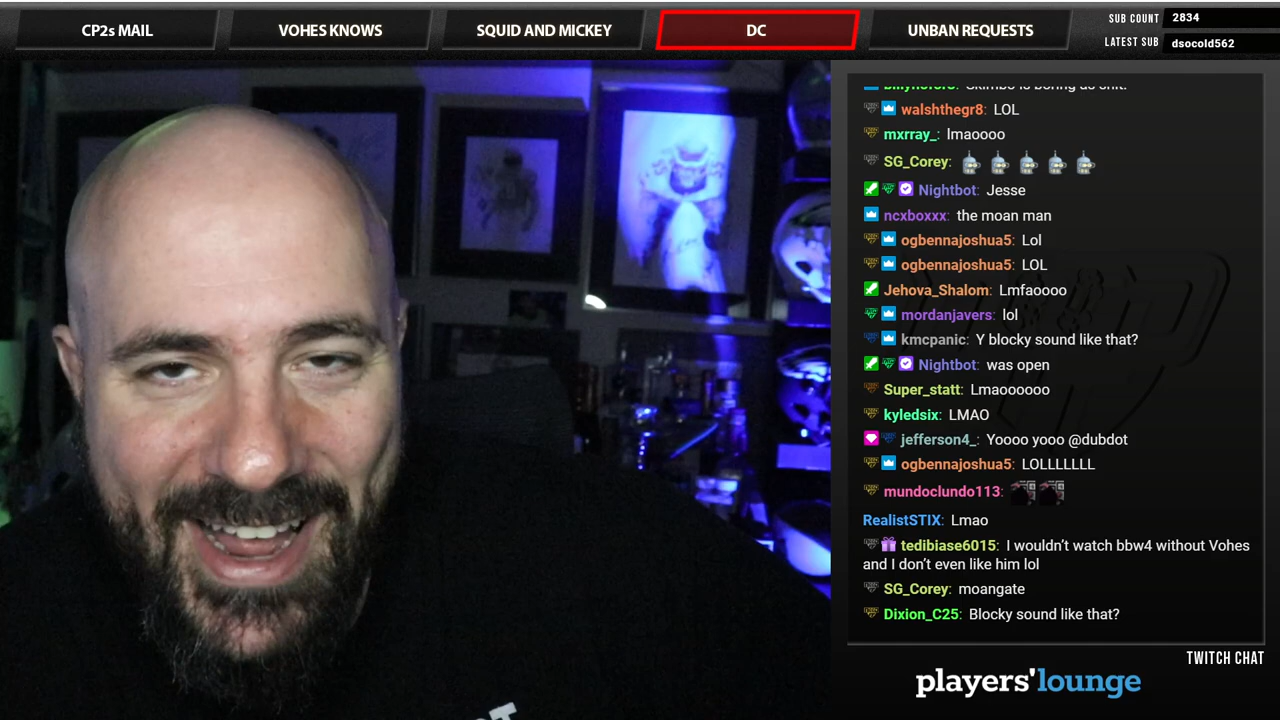 CP2s MAIL
VOHES KNOWS
SQUID AND MICKEY
DC
UNBAN REQUESTS
SUB COUNT 2834
LATEST SUB dsocold562
walshthegr8: LOL
mxrray_: lmaoooo
SG_Corey:
Nightbot: Jesse
ncxboxxx: the moan man
ogbennajoshua5: Lol
ogbennajoshua5: LOL
Jehova_Shalom: Lmfaoooo
mordanjavers: lol
kmcpanic: Y blocky sound like that?
Nightbot: was open
Super_statt: Lmaoooooo
kyledsix: LMAO
jefferson4_: Yoooo yooo @dubdot
ogbennajoshua5: LOLLLLLLL
mundoclundo113:
RealistSTIX: Lmao
tedibiase6015: I wouldn't watch bbw4 without Vohes
and I don't even like him lol
SG_Corey: moangate
Dixion_C25: Blocky sound like that?
TWITCH CHAT
players'lounge